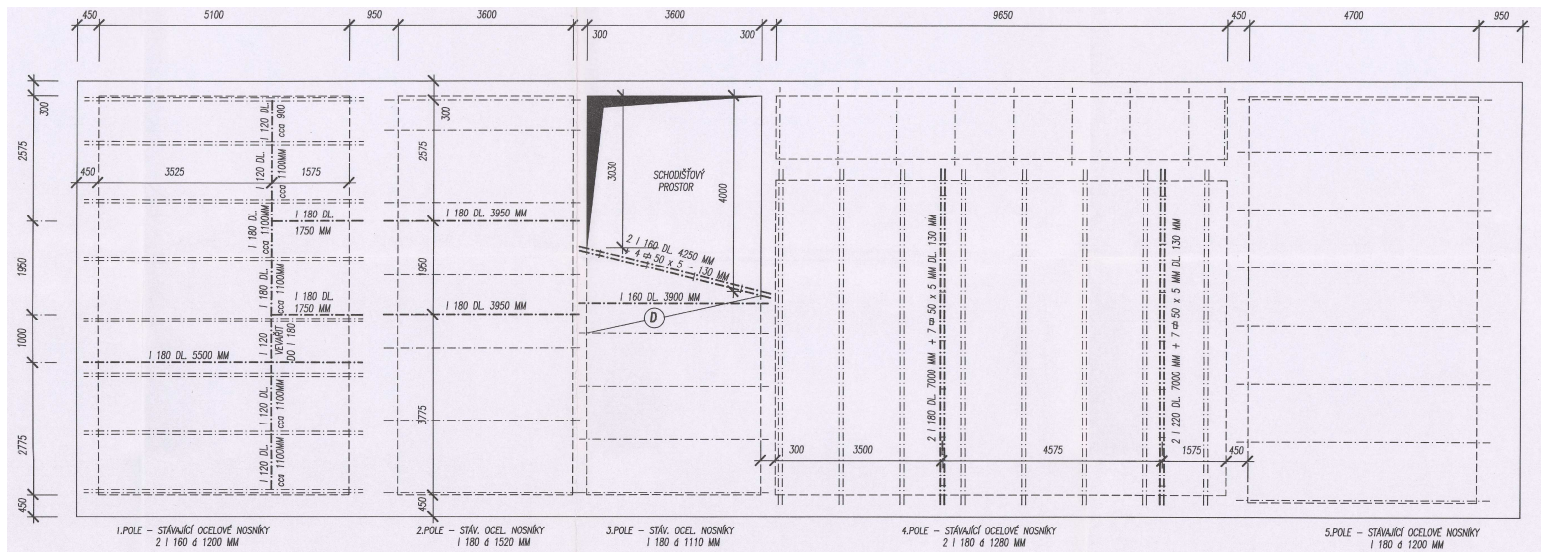 450
5100
950
3600
3600
9650
450
4700
950
300
300
300
2575
1950
1000
2775
450
450
3525
1575
I 120 DL.
cca 900
I 120 DL.
cca 1100MM
I 180 DL.
cca 1100MM
I 180 DL.
cca 1100MM
I 120
VEVAŘIT
DO I 180
I 120 DL.
cca 1100MM
I 120 DL.
cca 1100MM
I 180 DL.
1750 MM
I 180 DL.
1750 MM
I 180 DL. 5500 MM
300
2575
1950
3775
450
I 180 DL. 3950 MM
I 180 DL. 3950 MM
3030
SCHODIŠŤOVÝ
PROSTOR
4000
2 I 160 DL. 4250 MM
+ 4 ⌀ 50 x 5 - 130 MM
I 160 DL. 3900 MM
D
2 I 180 DL. 7000 MM + 7 ⌀ 50 x 5 MM DL. 130 MM
2 I 220 DL. 7000 MM + 7 ⌀ 50 x 5 MM DL. 130 MM
300
3500
4575
1575
450
1.POLE – STÁVAJÍCÍ OCELOVÉ NOSNÍKY
2 I 160 á 1200 MM
2.POLE – STÁV. OCEL. NOSNÍKY
I 180 á 1520 MM
3.POLE – STÁV. OCEL. NOSNÍKY
I 180 á 1110 MM
4.POLE – STÁVAJÍCÍ OCELOVÉ NOSNÍKY
2 I 180 á 1280 MM
5.POLE – STÁVAJÍCÍ OCELOVÉ NOSNÍKY
I 180 á 1200 MM